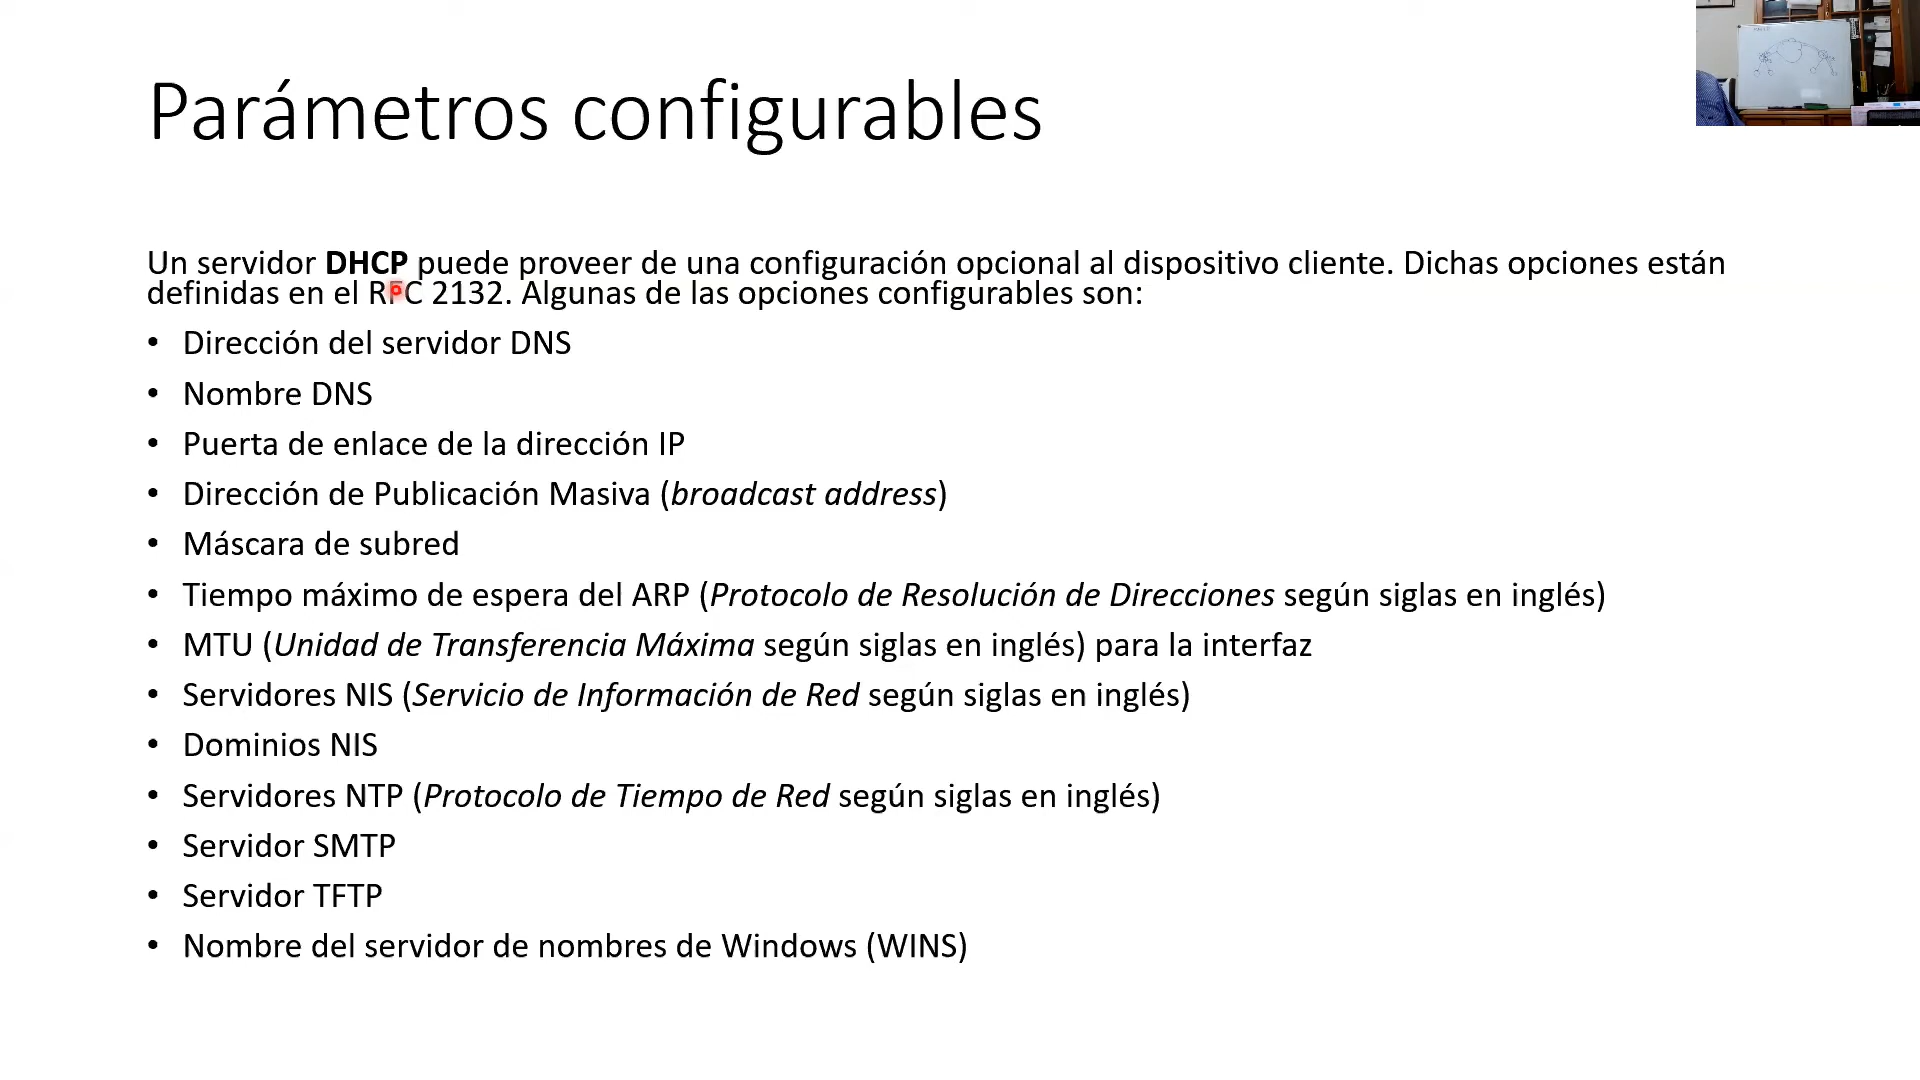 Parámetros configurables
Un servidor DHCP puede proveer de una configuración opcional al dispositivo cliente. Dichas opciones están
definidas en el RFC 2132. Algunas de las opciones configurables son:
• Dirección del servidor DNS
• Nombre DNS
• Puerta de enlace de la dirección IP
• Dirección de Publicación Masiva (broadcast address)
• Máscara de subred
• Tiempo máximo de espera del ARP (Protocolo de Resolución de Direcciones según siglas en inglés)
• MTU (Unidad de Transferencia Máxima según siglas en inglés) para la interfaz
• Servidores NIS (Servicio de Información de Red según siglas en inglés)
• Dominios NIS
• Servidores NTP (Protocolo de Tiempo de Red según siglas en inglés)
• Servidor SMTP
• Servidor TFTP
• Nombre del servidor de nombres de Windows (WINS)